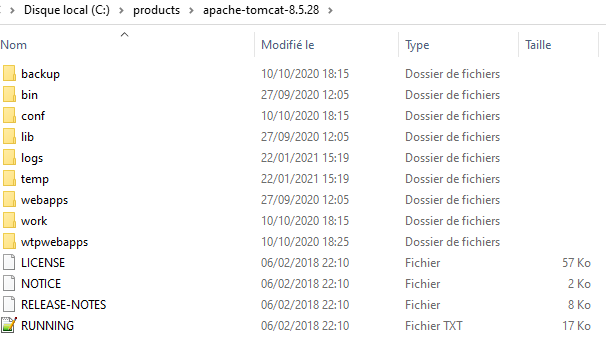 Disque local (C:) > products > apache-tomcat-8.5.28 >
Nom Modifié le Type Taille
backup 10/10/2020 18:15 Dossier de fichiers
bin 27/09/2020 12:05 Dossier de fichiers
conf 10/10/2020 18:15 Dossier de fichiers
lib 27/09/2020 12:05 Dossier de fichiers
logs 22/01/2021 15:19 Dossier de fichiers
temp 22/01/2021 15:19 Dossier de fichiers
webapps 27/09/2020 12:05 Dossier de fichiers
work 10/10/2020 18:15 Dossier de fichiers
wtpwebapps 10/10/2020 18:25 Dossier de fichiers
LICENSE 06/02/2018 22:10 Fichier 57 Ko
NOTICE 06/02/2018 22:10 Fichier 2 Ko
RELEASE-NOTES 06/02/2018 22:10 Fichier 8 Ko
RUNNING 06/02/2018 22:10 Fichier TXT 17 Ko